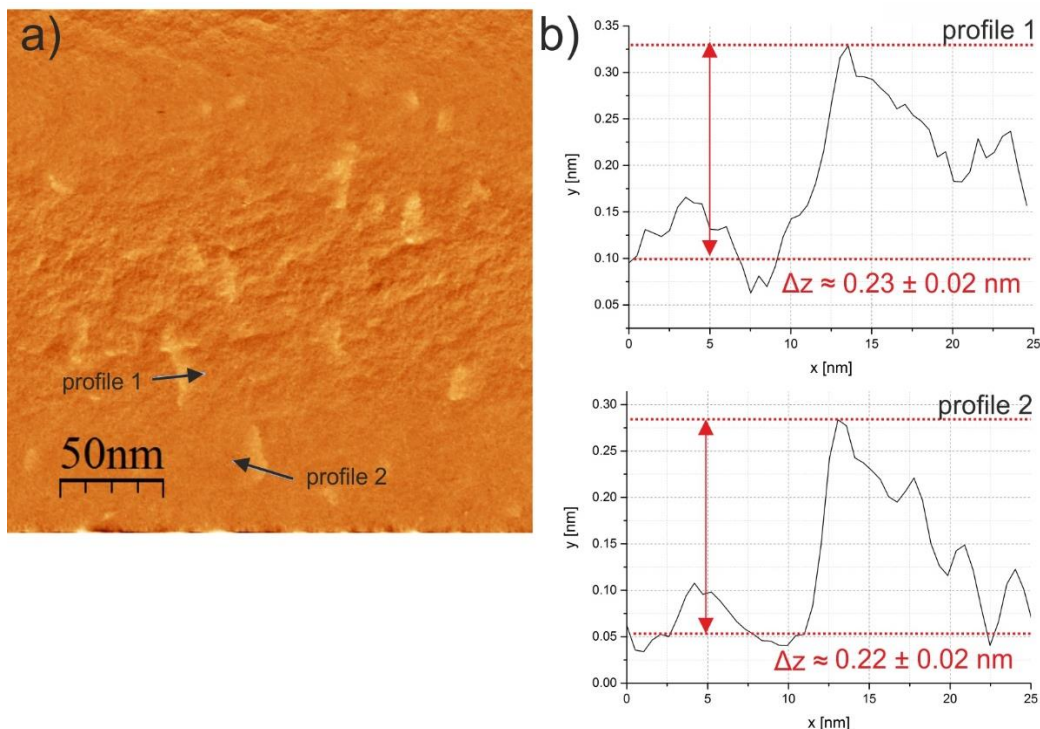 a)
profile 1
profile 2
50nm
b)
profile 1
0.35
0.30
0.25
0.20
0.15
0.10
0.05
y [nm]
Δz ≈ 0.23 ± 0.02 nm
0 5 10 15 20 25
x [nm]
profile 2
0.30
0.25
0.20
0.15
0.10
0.05
0.00
y [nm]
Δz ≈ 0.22 ± 0.02 nm
0 5 10 15 20 25
x [nm]